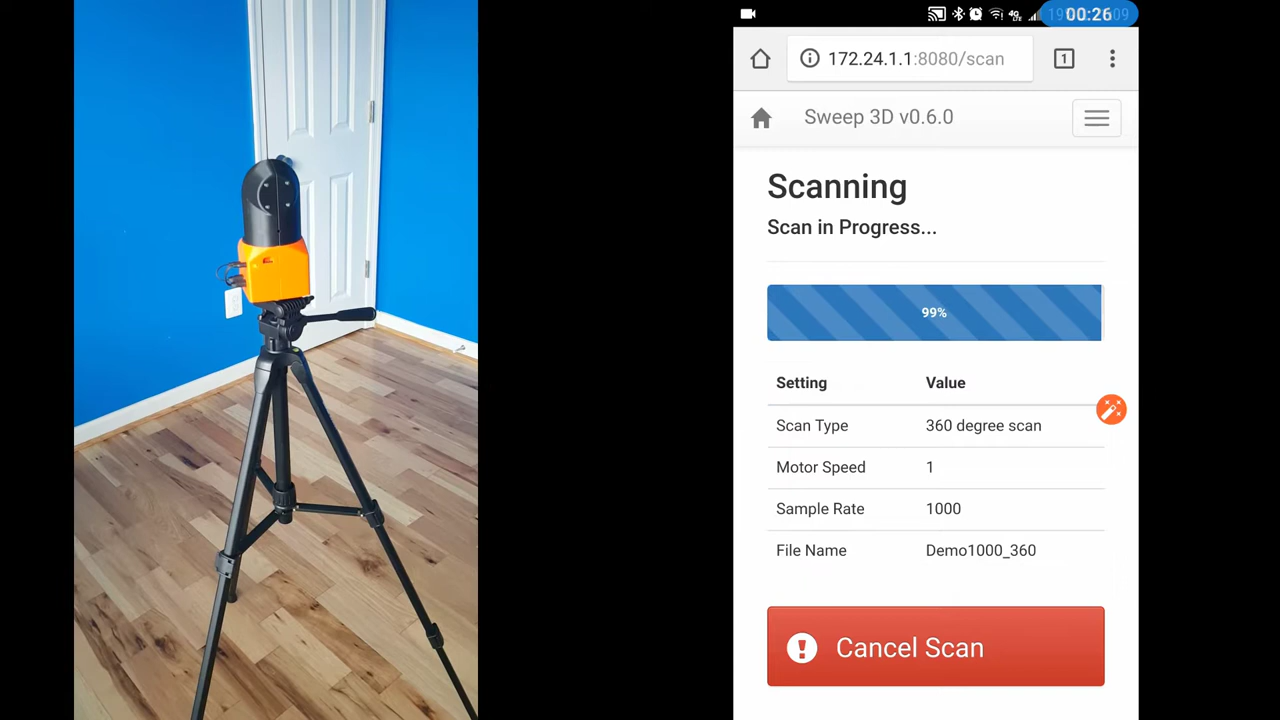 00:26
172.24.1.1:8080/scan
1
Sweep 3D v0.6.0
Scanning
Scan in Progress...
99%
Setting Value
Scan Type 360 degree scan
Motor Speed 1
Sample Rate 1000
File Name Demo1000_360
Cancel Scan